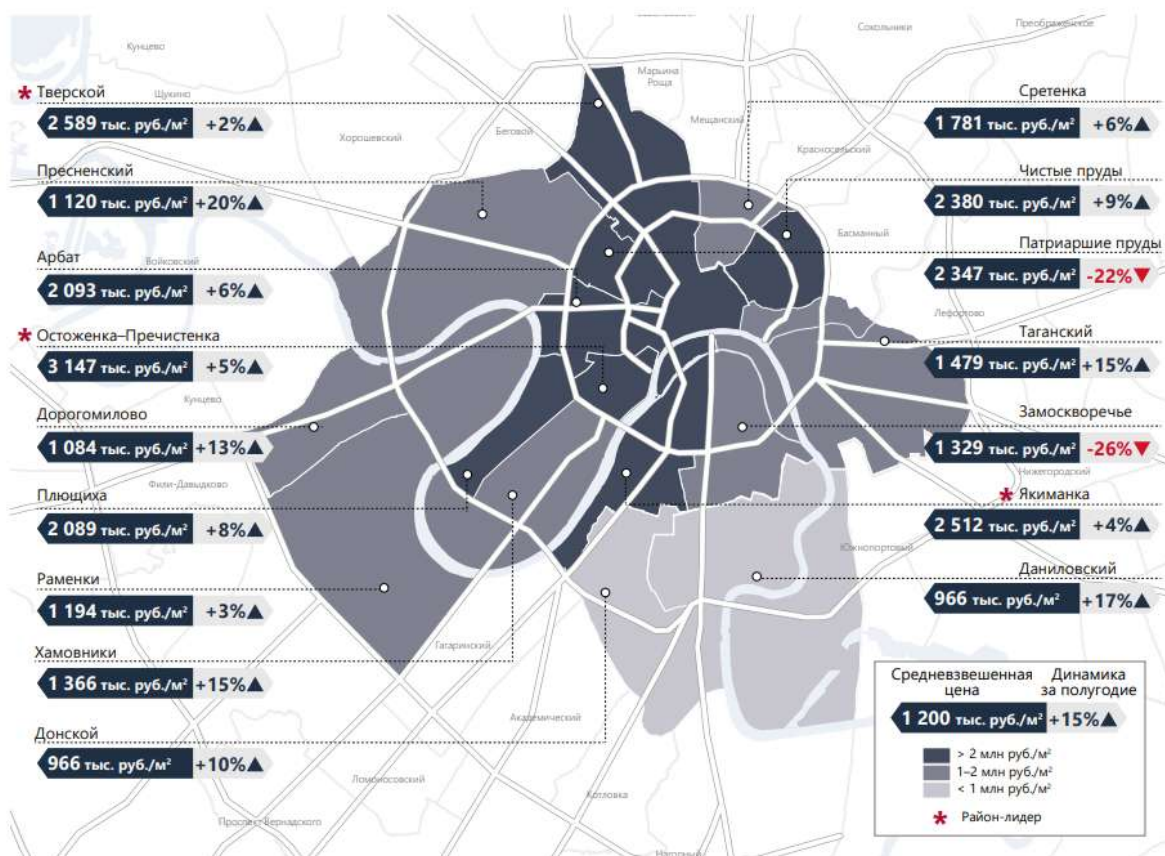 Кунцево
Сокольники
Преображенское
Марьина
Роща
Щукино
Хорошевский
Беговой
Мещанский
Красносельский
Басманный
Войковский
Лефортово
Кунцево
Фили-Давыдково
Нижегородский
Южнопортовый
Гагаринский
Академический
Ломоносовский
Котловка
Проспект Вернадского
Нагорный
* Тверской
2 589 тыс. руб./м² +2%▲
Пресненский
1 120 тыс. руб./м² +20%▲
Арбат
2 093 тыс. руб./м² +6%▲
* Остоженка–Пречистенка
3 147 тыс. руб./м² +5%▲
Дорогомилово
1 084 тыс. руб./м² +13%▲
Плющиха
2 089 тыс. руб./м² +8%▲
Раменки
1 194 тыс. руб./м² +3%▲
Хамовники
1 366 тыс. руб./м² +15%▲
Донской
966 тыс. руб./м² +10%▲
Сретенка
1 781 тыс. руб./м² +6%▲
Чистые пруды
2 380 тыс. руб./м² +9%▲
Патриаршие пруды
2 347 тыс. руб./м² -22%▼
Таганский
1 479 тыс. руб./м² +15%▲
Замоскворечье
1 329 тыс. руб./м² -26%▼
* Якиманка
2 512 тыс. руб./м² +4%▲
Даниловский
966 тыс. руб./м² +17%▲
Средневзвешенная Динамика
цена за полугодие
1 200 тыс. руб./м² +15%▲
> 2 млн руб./м²
1–2 млн руб./м²
< 1 млн руб./м²
* Район-лидер